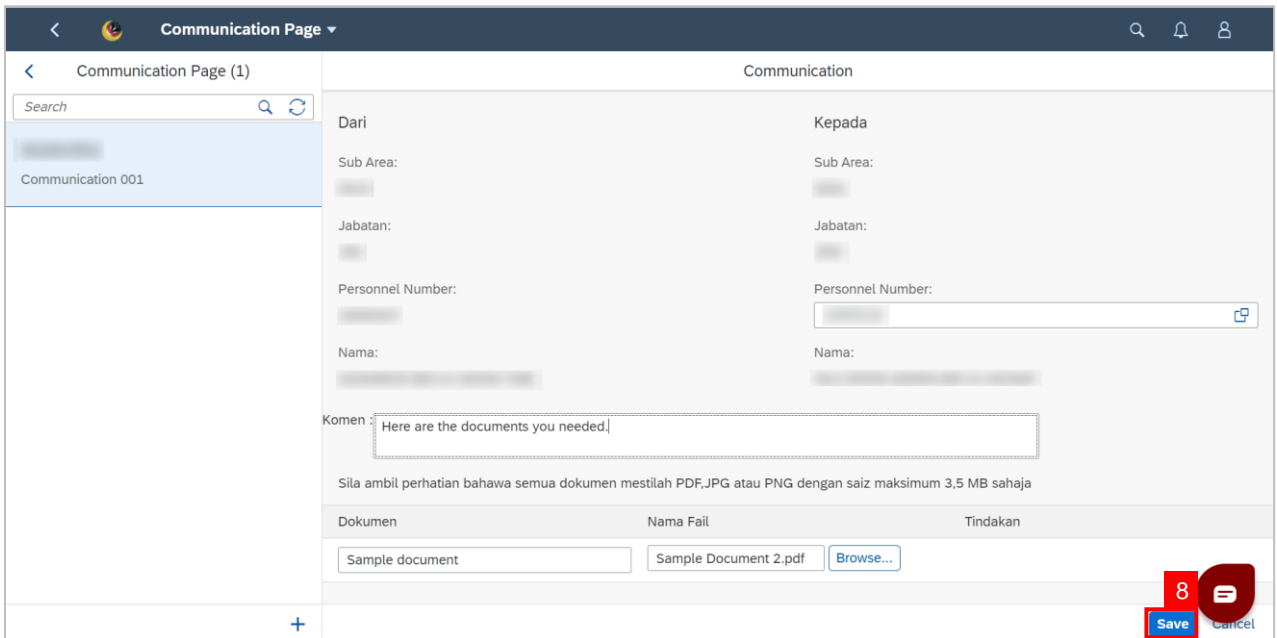 Communication Page
Communication Page (1)
Search
Communication 001
Communication
Dari
Sub Area:
Jabatan:
Personnel Number:
Nama:
Kepada
Sub Area:
Jabatan:
Personnel Number:
Nama:
Komen :
Here are the documents you needed.
Sila ambil perhatian bahawa semua dokumen mestilah PDF,JPG atau PNG dengan saiz maksimum 3,5 MB sahaja
Dokumen Nama Fail Tindakan
Sample document Sample Document 2.pdf Browse...
8
Save Cancel